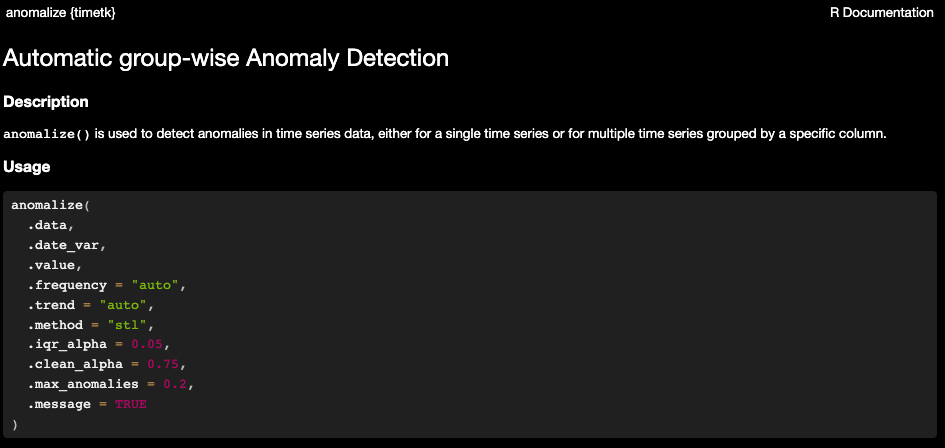 anomalize {timetk}
R Documentation
Automatic group-wise Anomaly Detection
Description
anomalize() is used to detect anomalies in time series data, either for a single time series or for multiple time series grouped by a specific column.
Usage
anomalize(
  .data,
  .date_var,
  .value,
  .frequency = "auto",
  .trend = "auto",
  .method = "stl",
  .iqr_alpha = 0.05,
  .clean_alpha = 0.75,
  .max_anomalies = 0.2,
  .message = TRUE
)